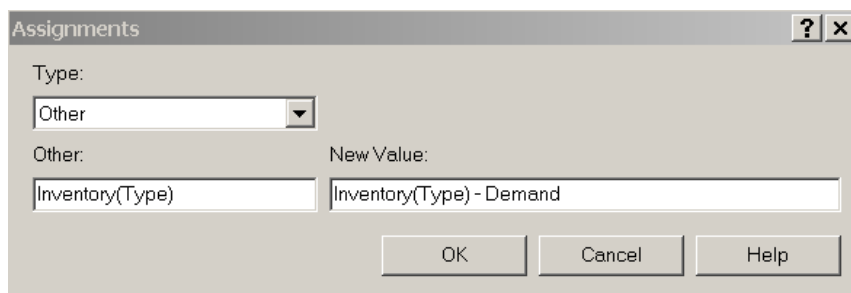 Assignments ? ×
Type:
Other
Other: New Value:
Inventory(Type) Inventory(Type) - Demand
OK Cancel Help